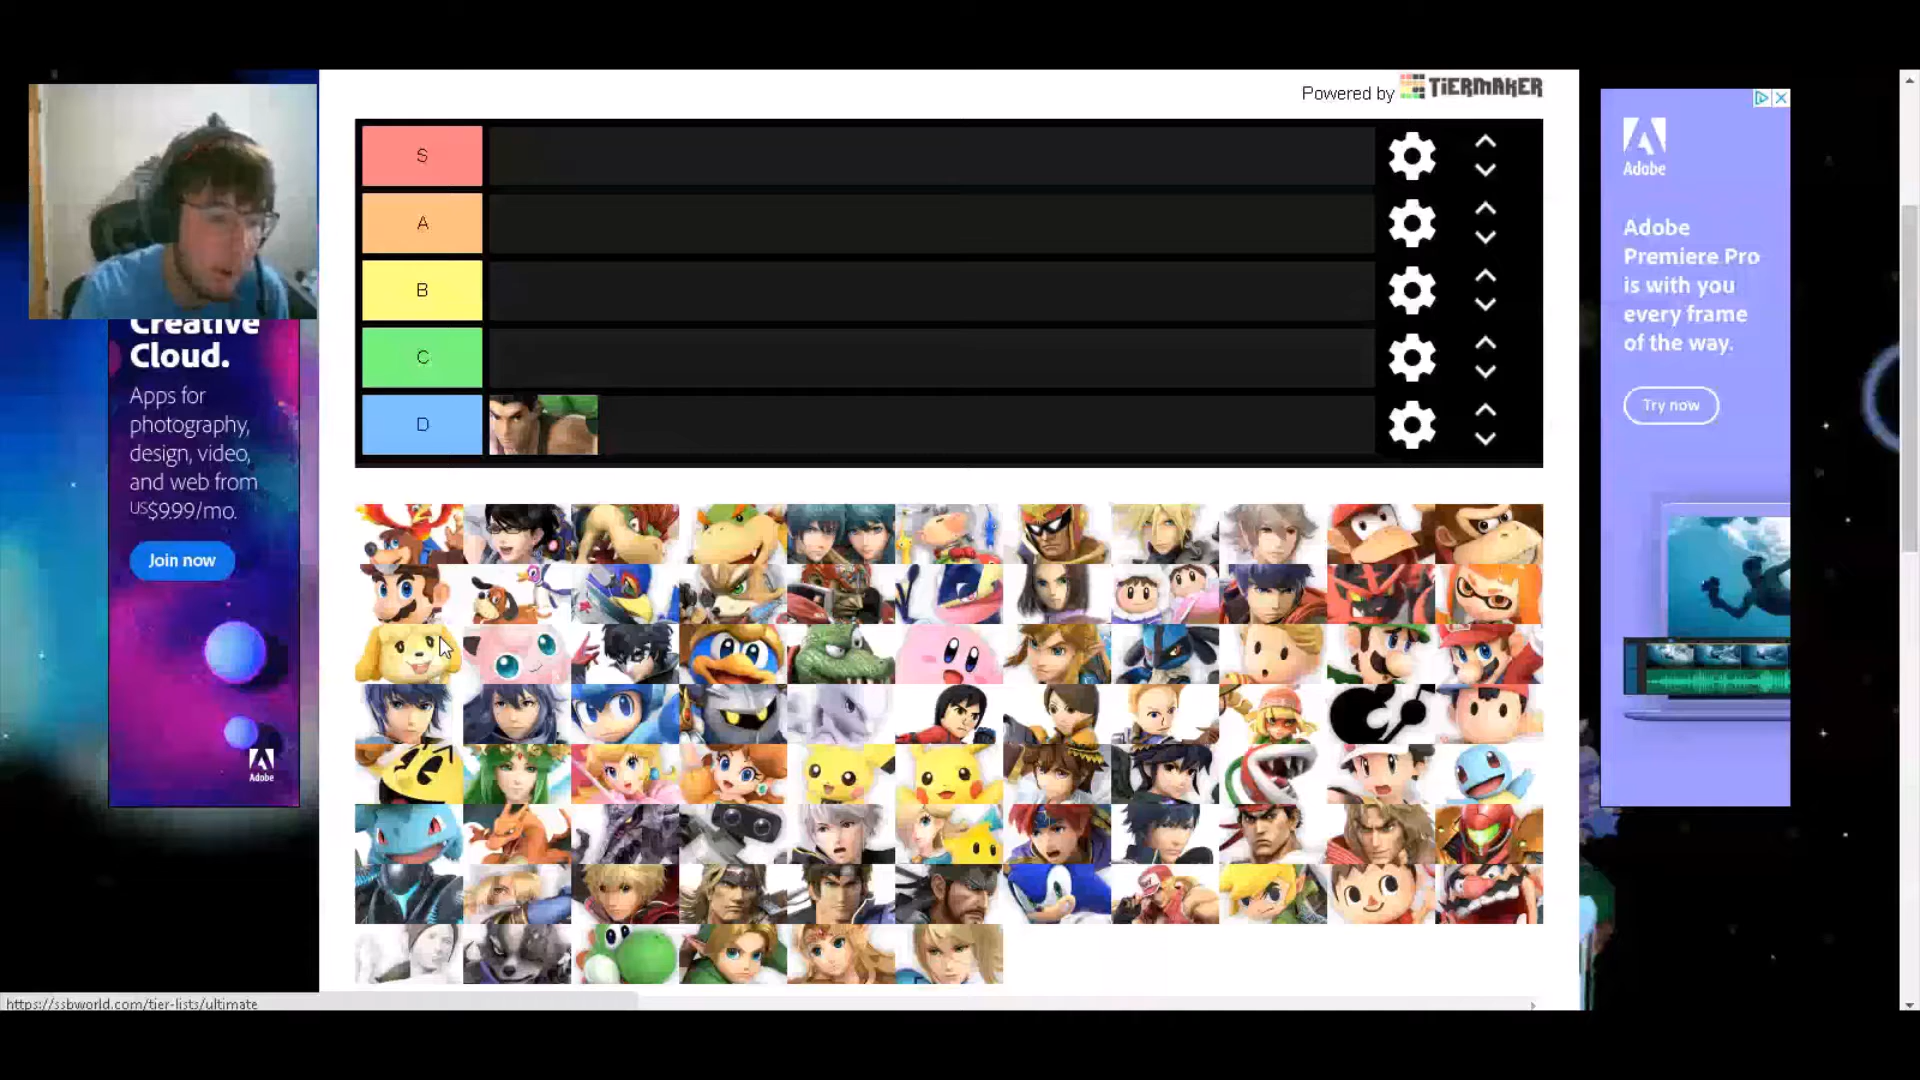 Powered by TiERMAKER
S
A
B
C
D
Creative
Cloud.
Apps for
photography,
design, video,
and web from
US$9.99/mo.
Join now
Adobe
Adobe
Adobe
Premiere Pro
is with you
every frame
of the way.
Try now
https://ssbworld.com/tier-lists/ultimate